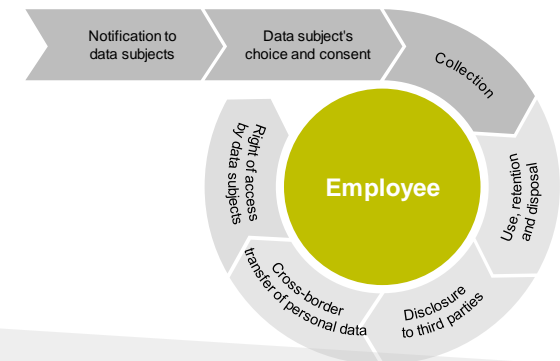 Notification to
data subjects
Data subject's
choice and consent
Collection
Use, retention
and disposal
Disclosure
to third parties
Cross-border
transfer of personal data
Right of access
by data subjects
Employee